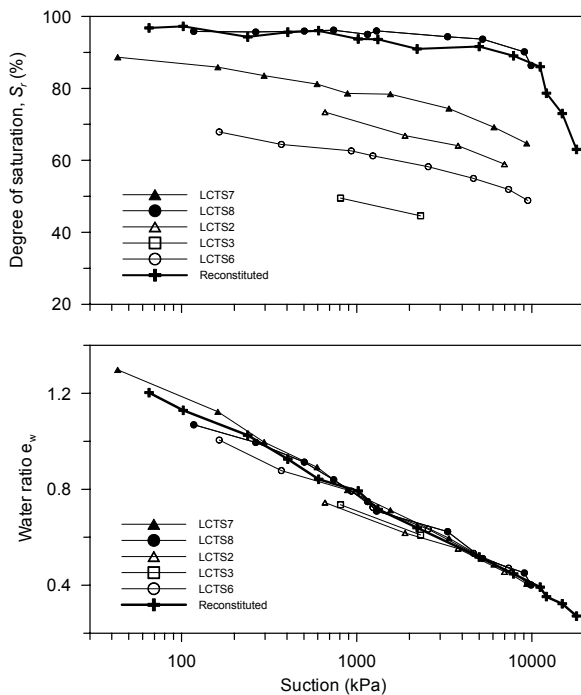 100
80
60
40
20
Degree of saturation, Sr (%)
LCTS7
LCTS8
LCTS2
LCTS3
LCTS6
Reconstituted
1.2
0.8
0.4
Water ratio ew
LCTS7
LCTS8
LCTS2
LCTS3
LCTS6
Reconstituted
100 1000 10000
Suction (kPa)